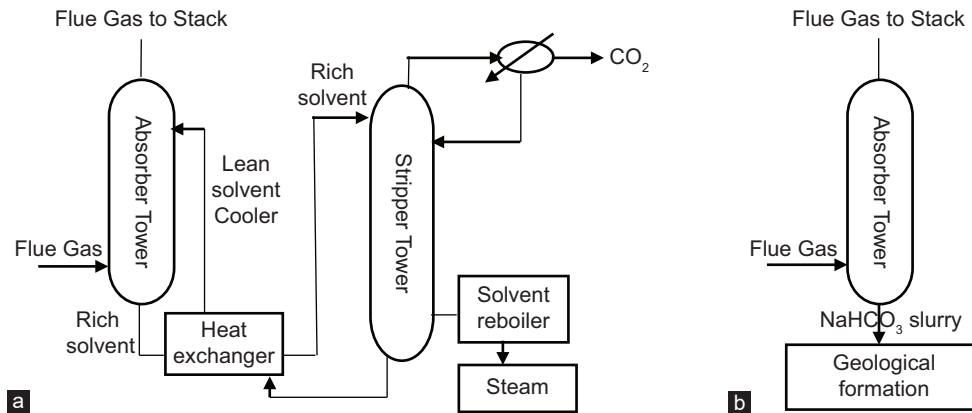 Flue Gas to Stack
Absorber Tower
Flue Gas
Rich
solvent
Lean
solvent
Cooler
Heat
exchanger
Rich
solvent
Stripper Tower
CO₂
Solvent
reboiler
Steam
a
Flue Gas to Stack
Absorber Tower
Flue Gas
NaHCO₃ slurry
Geological
formation
b